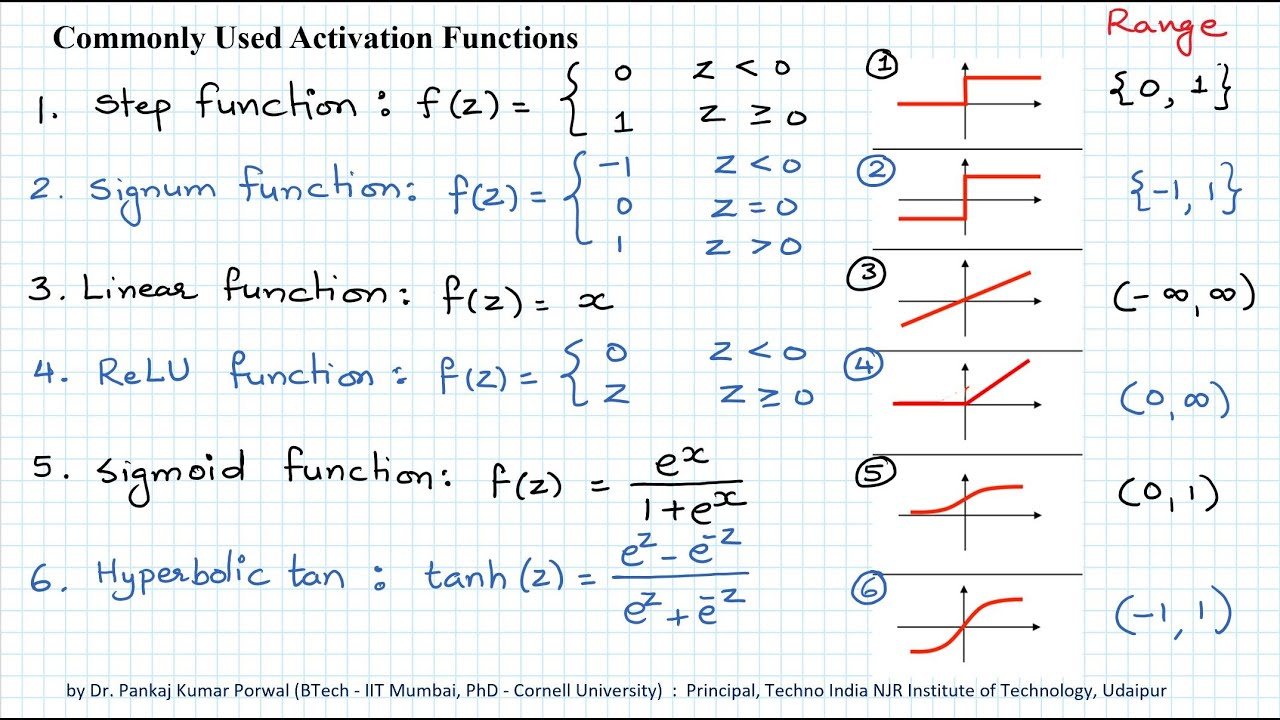 Commonly Used Activation Functions
Range
1. Step function : f(z) = { 0 z < 0
1 z ≥ 0
① {0, 1}
2. Signum function: f(z) = { -1 z < 0
0 z = 0
1 z > 0
② {-1, 1}
3. Linear function: f(z) = x
③ (-∞, ∞)
4. ReLU function: f(z) = { 0 z < 0
z z ≥ 0
④ (0, ∞)
5. Sigmoid function: f(z) = e^x / 1 + e^x
⑤ (0, 1)
6. Hyperbolic tan : tanh(z) = e^z - e^-z / e^z + e^-z
⑥ (-1, 1)
by Dr. Pankaj Kumar Porwal (BTech - IIT Mumbai, PhD - Cornell University) : Principal, Techno India NJR Institute of Technology, Udaipur